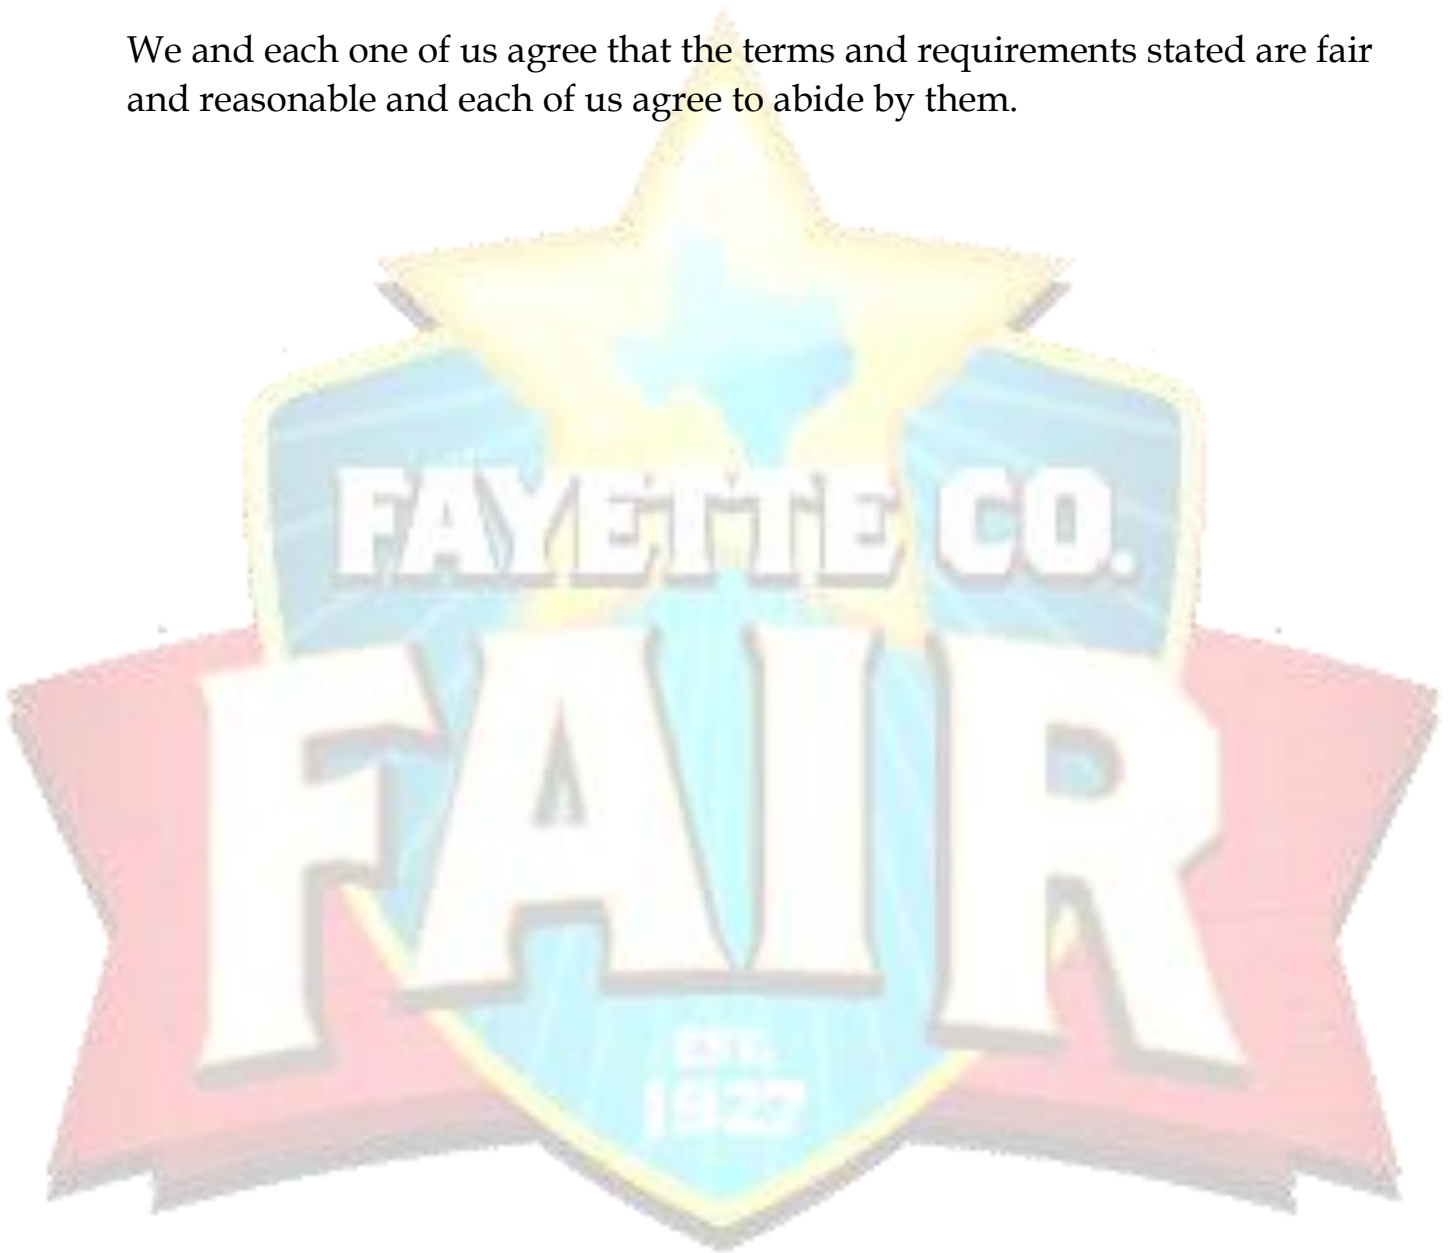 We and each one of us agree that the terms and requirements stated are fair
and reasonable and each of us agree to abide by them.
FAYETTE CO.
FAIR
EST.
1927